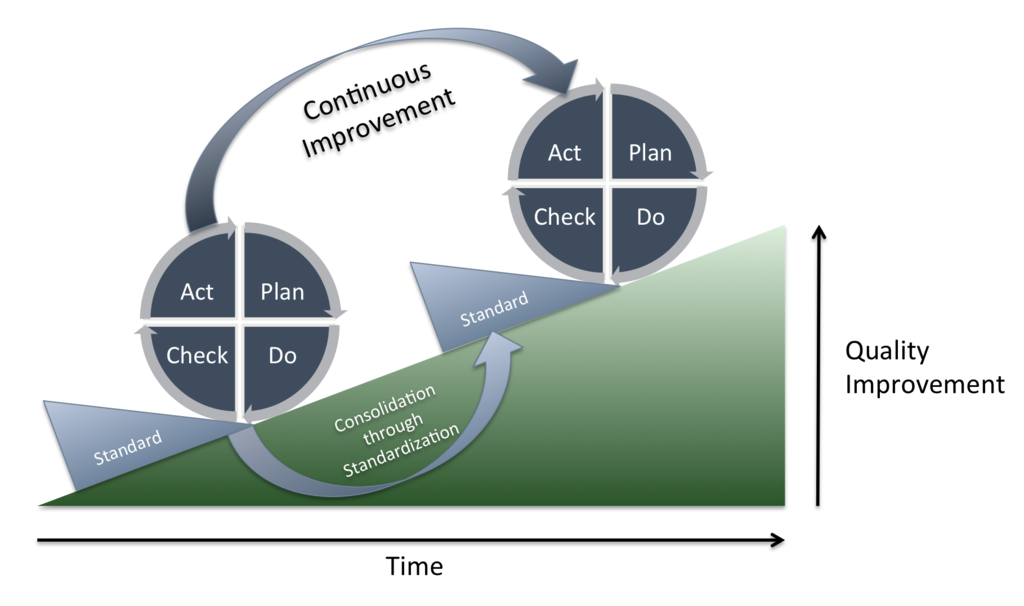 Continuous
Improvement
Act
Plan
Check
Do
Act
Plan
Check
Do
Standard
Standard
Consolidation
through
Standardization
Quality
Improvement
Time